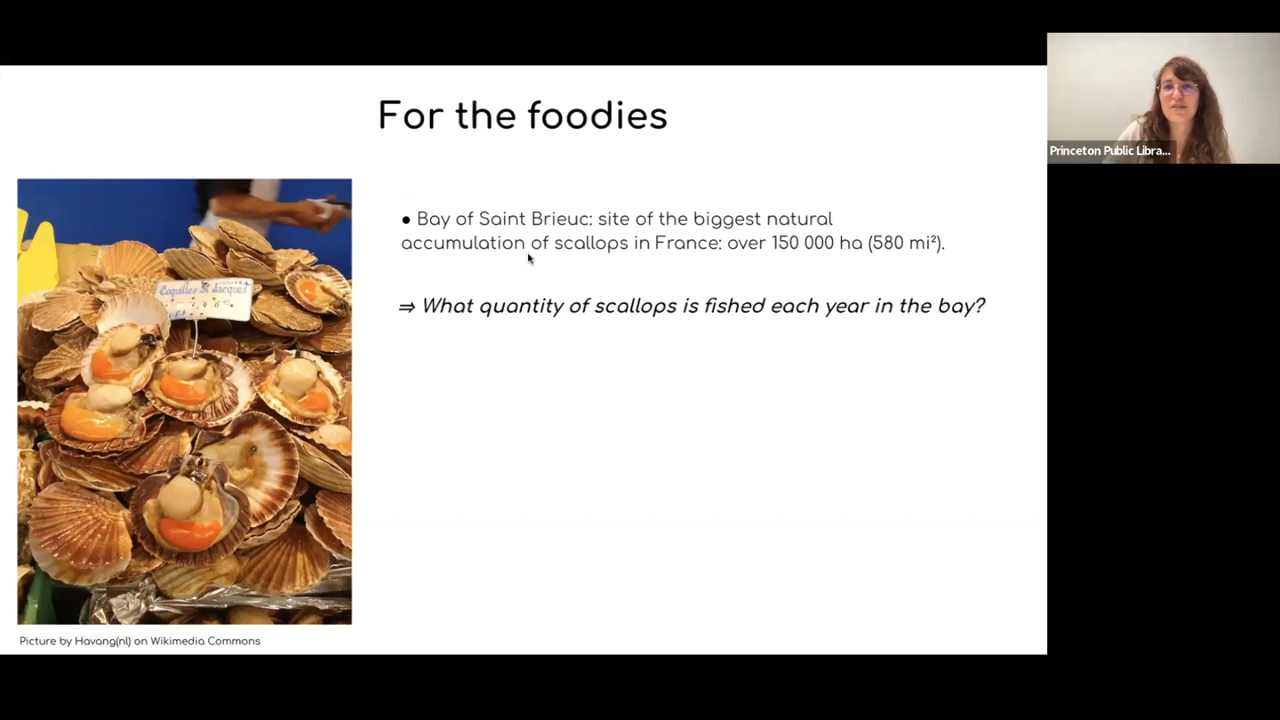 For the foodies
Princeton Public Libra...
● Bay of Saint Brieuc: site of the biggest natural
accumulation of scallops in France: over 150 000 ha (580 mi²).
⇒ What quantity of scallops is fished each year in the bay?
Coquilles St Jacques
Picture by Havang(nl) on Wikimedia Commons